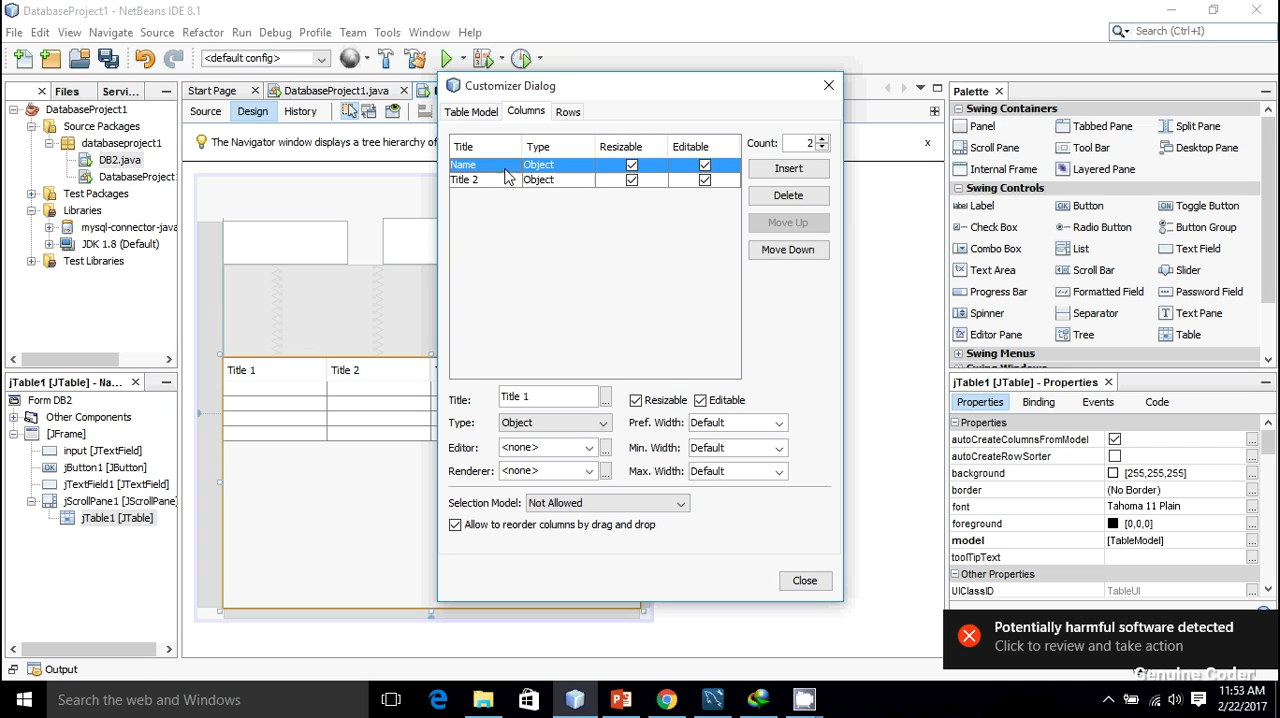 DatabaseProject1 - NetBeans IDE 8.1
File Edit View Navigate Source Refactor Run Debug Profile Team Tools Window Help
Search (Ctrl+I)
<default config>
Files Servi...
Start Page DatabaseProject1.java
Palette
DatabaseProject1
Source Packages
databaseproject1
DB2.java
DatabaseProject
Test Packages
Libraries
mysql-connector-java
JDK 1.8 (Default)
Test Libraries
Source Design History
The Navigator window displays a tree hierarchy of
x
Title 1 Title 2
Customizer Dialog
Table Model Columns Rows
Title Type Resizable Editable
Name Object
Title 2 Object
Count: 2
Insert
Delete
Move Up
Move Down
Title: Title 1 ... Resizable Editable
Type: Object Pref. Width: Default
Editor: <none> ... Min. Width: Default
Renderer: <none> ... Max. Width: Default
Selection Model: Not Allowed
Allow to reorder columns by drag and drop
Close
Swing Containers
Panel Tabbed Pane Split Pane
Scroll Pane Tool Bar Desktop Pane
Internal Frame Layered Pane
Swing Controls
label Label OK Button ON Toggle Button
Check Box Radio Button Button Group
Combo Box List Text Field
Text Area Scroll Bar Slider
Progress Bar Formatted Field Password Field
Spinner Separator Text Pane
Editor Pane Tree Table
Swing Menus
jTable1 [JTable] - Na...
Form DB2
Other Components
[JFrame]
input [JTextField]
jButton1 [JButton]
jTextField1 [JTextField]
jScrollPane1 [JScrollPane]
jTable1 [JTable]
jTable1 [JTable] - Properties
Properties Binding Events Code
Properties
autoCreateColumnsFromModel ...
autoCreateRowSorter ...
background [255,255,255] ...
border (No Border) ...
font Tahoma 11 Plain ...
foreground [0,0,0] ...
model [TableModel] ...
toolTipText ...
Other Properties
UIClassID TableUI ...
Potentially harmful software detected
Click to review and take action
Output
Genuine Coder
Search the web and Windows
11:53 AM
2/22/2017